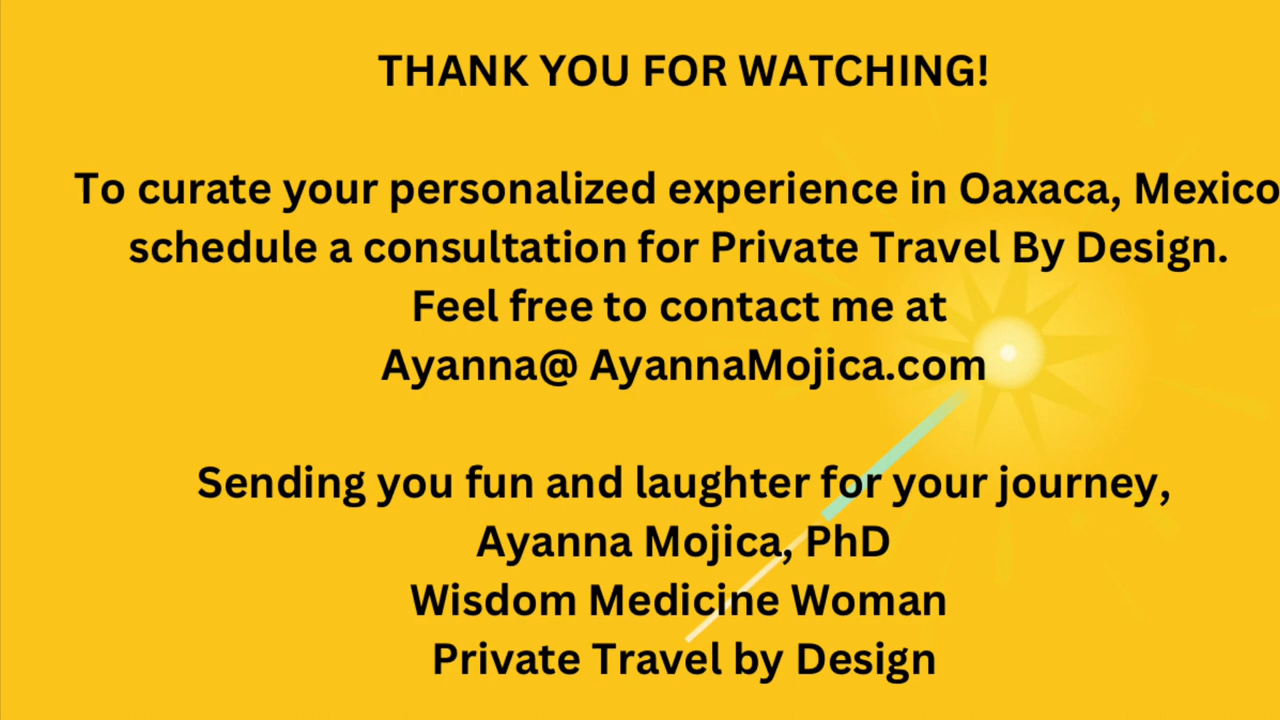 THANK YOU FOR WATCHING!
To curate your personalized experience in Oaxaca, Mexico
schedule a consultation for Private Travel By Design.
Feel free to contact me at
Ayanna@ AyannaMojica.com
Sending you fun and laughter for your journey,
Ayanna Mojica, PhD
Wisdom Medicine Woman
Private Travel by Design